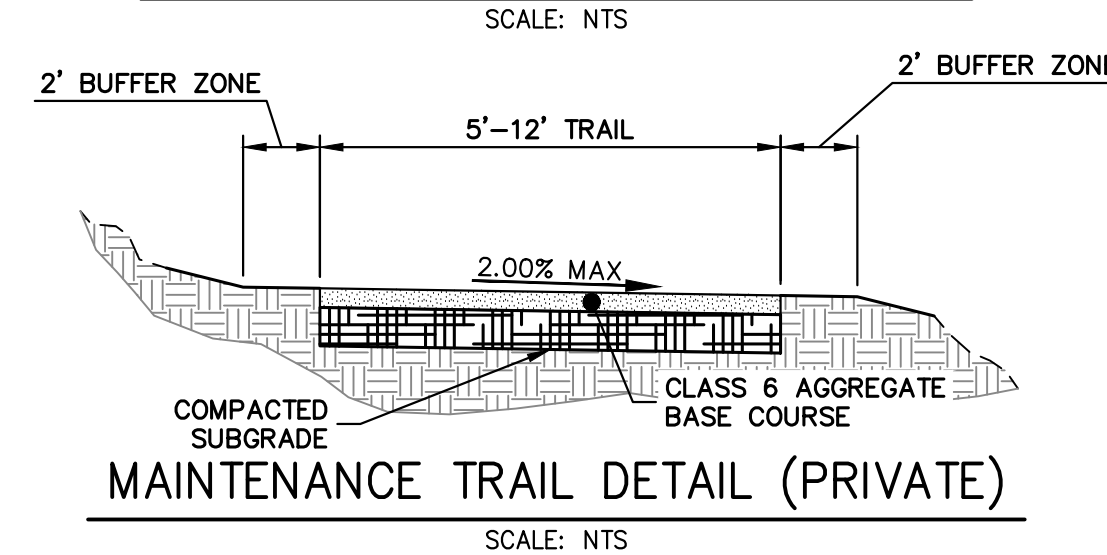 SCALE: NTS
2' BUFFER ZONE
2' BUFFER
5'-12' TRAIL
2.00% MAX
CLASS 6 AGGREGATE
BASE COURSE
COMPACTED
SUBGRADE
MAINTENANCE TRAIL DETAIL (PRIVATE)
SCALE: NTS